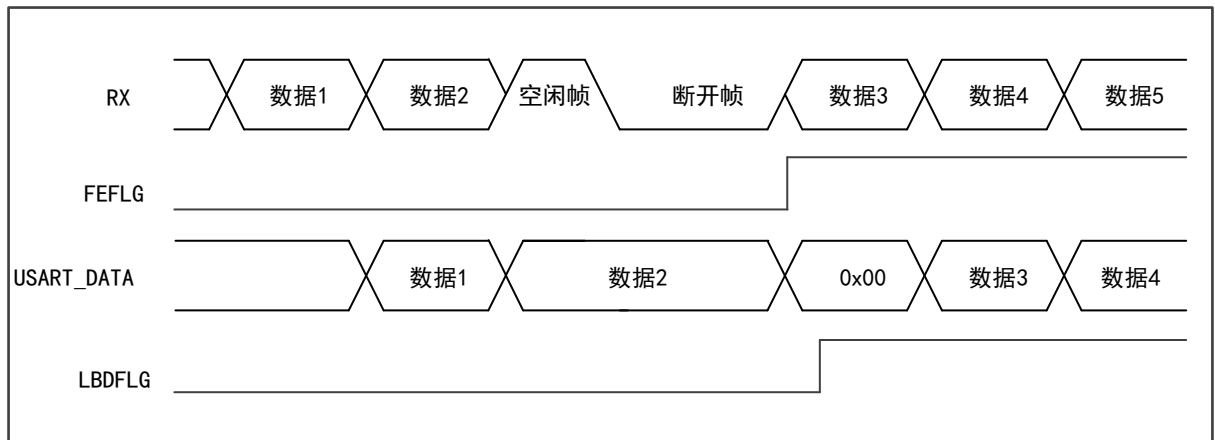 RX 数据1 数据2 空闲帧 断开帧 数据3 数据4 数据5
FEFLG
USART_DATA 数据1 数据2 0x00 数据3 数据4
LBDFLG